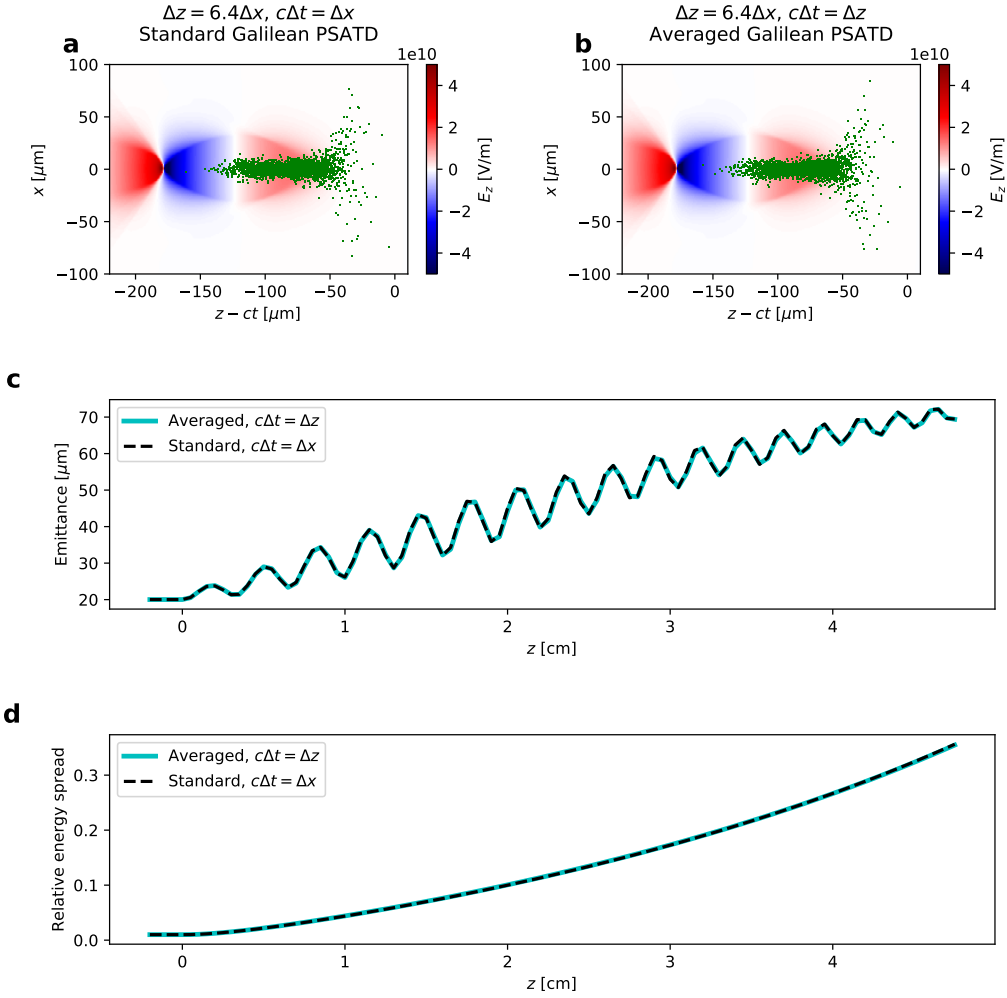 Δz = 6.4Δx, cΔt = Δx
Standard Galilean PSATD
a
1e10
100
50
0
−50
−100
x [μm]
−200
−150
−100
−50
0
z − ct [μm]
4
2
0
−2
−4
E_z [V/m]
Δz = 6.4Δx, cΔt = Δz
Averaged Galilean PSATD
b
1e10
100
50
0
−50
−100
x [μm]
−200
−150
−100
−50
0
z − ct [μm]
4
2
0
−2
−4
E_z [V/m]
c
Averaged, cΔt = Δz
Standard, cΔt = Δx
70
60
50
40
30
20
Emittance [μm]
0
1
2
3
4
z [cm]
d
Averaged, cΔt = Δz
Standard, cΔt = Δx
0.3
0.2
0.1
0.0
Relative energy spread
0
1
2
3
4
z [cm]